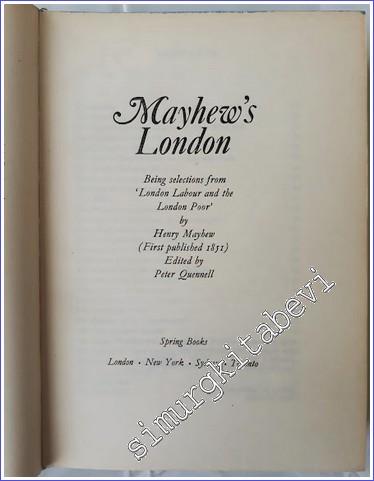 Mayhew's
London
Being selections from
'London Labour and the
London Poor'
by
Henry Mayhew
(First published 1851)
Edited by
Peter Quennell
Spring Books
London • New York • Sydney • Toronto
simurgkitabevi